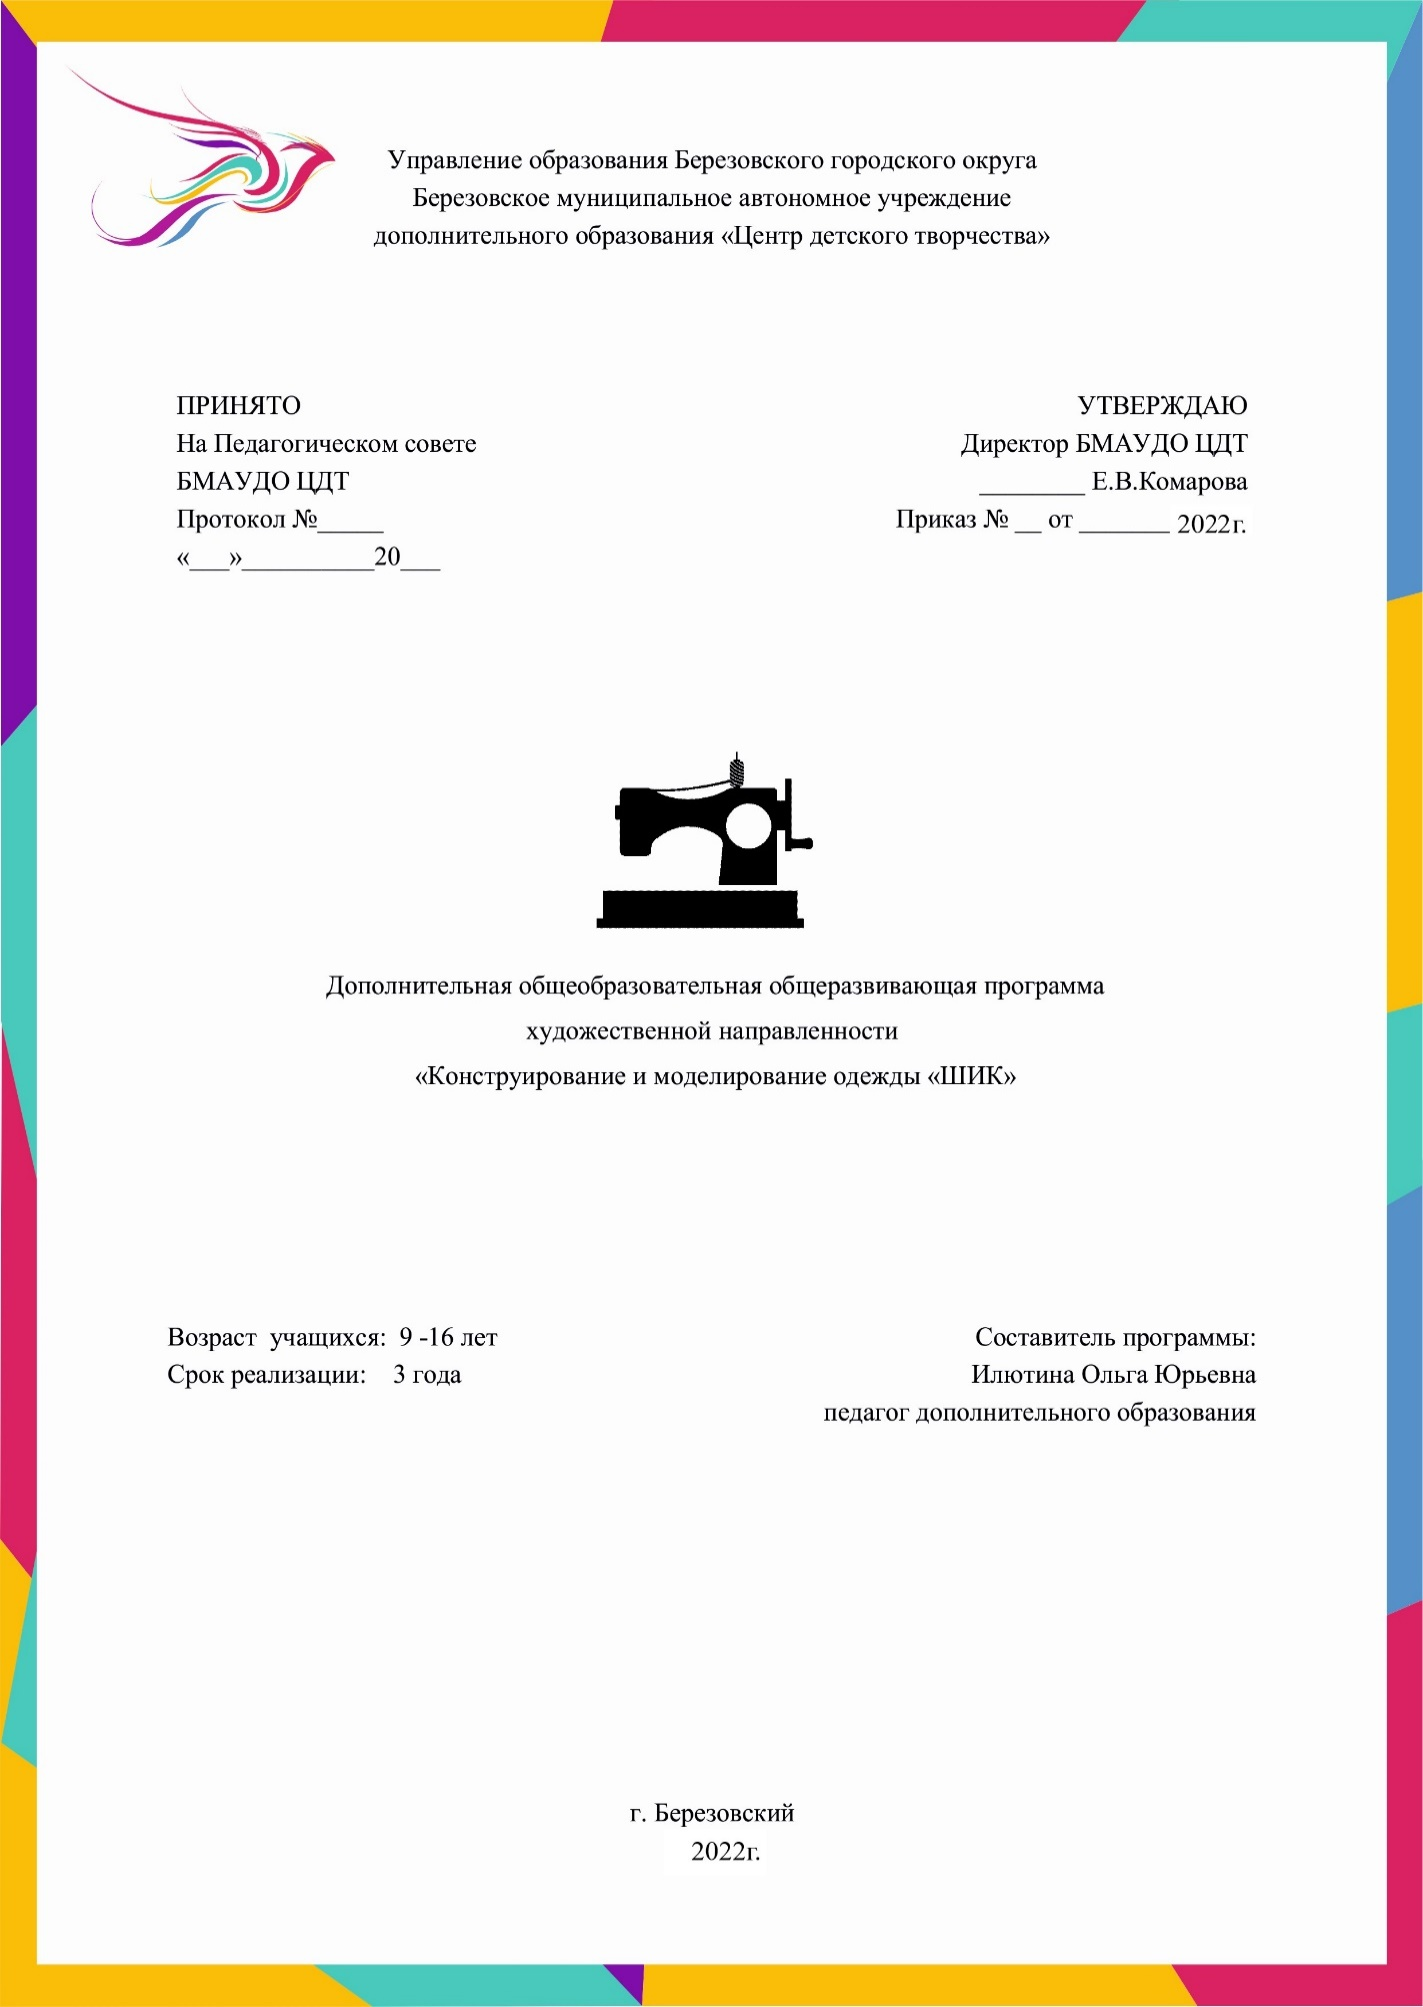 Управление образования Березовского городского округа
Березовское муниципальное автономное учреждение
дополнительного образования «Центр детского творчества»
ПРИНЯТО
На Педагогическом совете
БМАУДО ЦДТ
Протокол №_____
«___»____________20___
УТВЕРЖДАЮ
Директор БМАУДО ЦДТ
________ Е.В.Комарова
Приказ № __ от _______ 2022г.
Дополнительная общеобразовательная общеразвивающая программа
художественной направленности
«Конструирование и моделирование одежды «ШИК»
Возраст  учащихся:  9 -16 лет
Срок реализации:    3 года
Составитель программы:
Илютина Ольга Юрьевна
педагог дополнительного образования
г. Березовский
2022г.